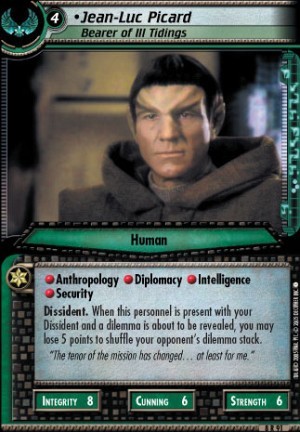 4
•Jean-Luc Picard
Bearer of Ill Tidings
Human
Anthropology Diplomacy Intelligence
Security
Dissident. When this personnel is present with your
Dissident and a dilemma is about to be revealed, you may
lose 5 points to shuffle your opponent's dilemma stack.
"The tenor of the mission has changed... at least for me."
INTEGRITY 8 CUNNING 6 STRENGTH 6